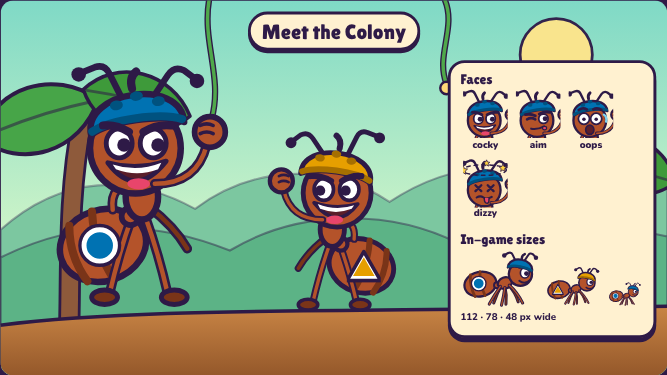 Meet the Colony
Faces
cocky aim oops
dizzy
In-game sizes
112 · 78 · 48 px wide